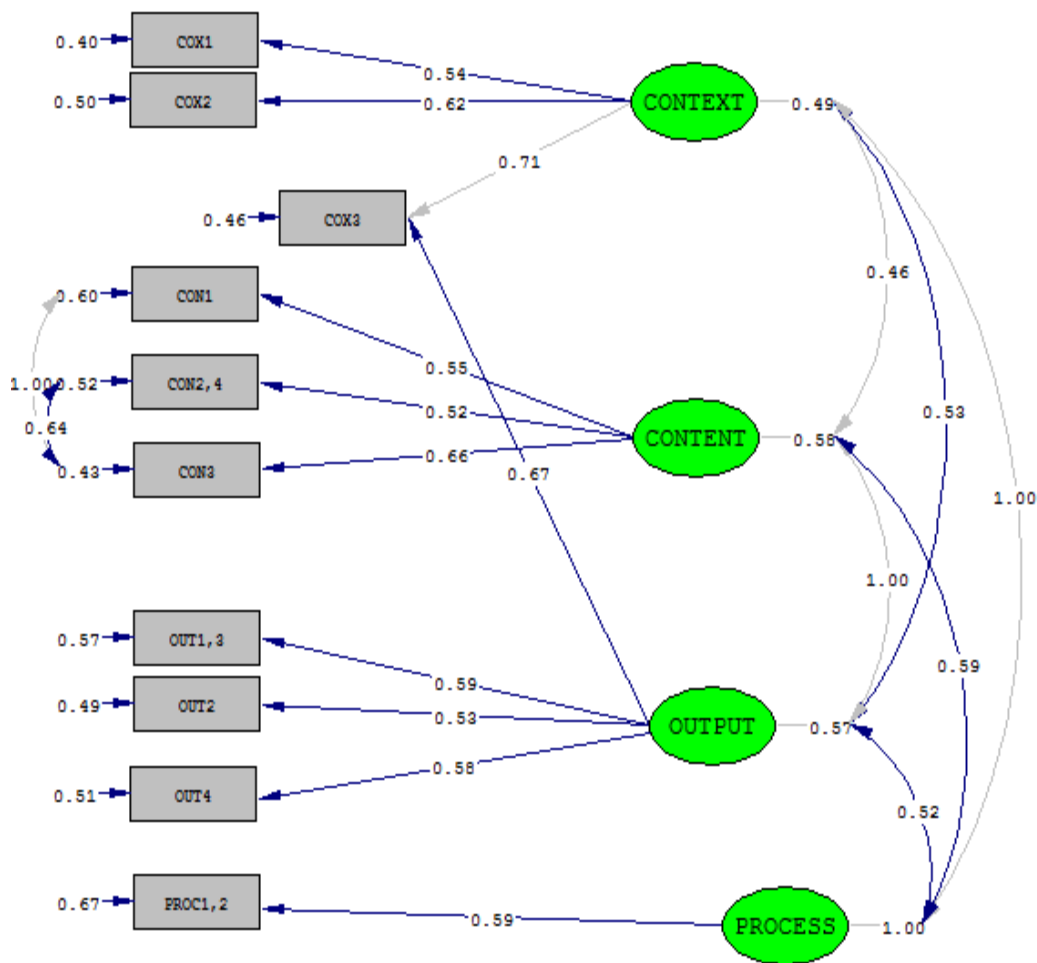 0.40 COX1
0.54
0.50 COX2
0.62
CONTEXT 0.49
0.71
0.46 COX3
0.46
0.60 CON1
0.55
1.00 0.52 CON2,4
0.52
0.53
0.64
CONTENT 0.58
0.66
0.43 CON3
0.67
1.00
1.00
0.57 OUT1,3
0.59
0.59
0.49 OUT2
0.53
OUTPUT 0.57
0.58
0.51 OUT4
0.52
0.67 PROC1,2
0.59
PROCESS 1.00